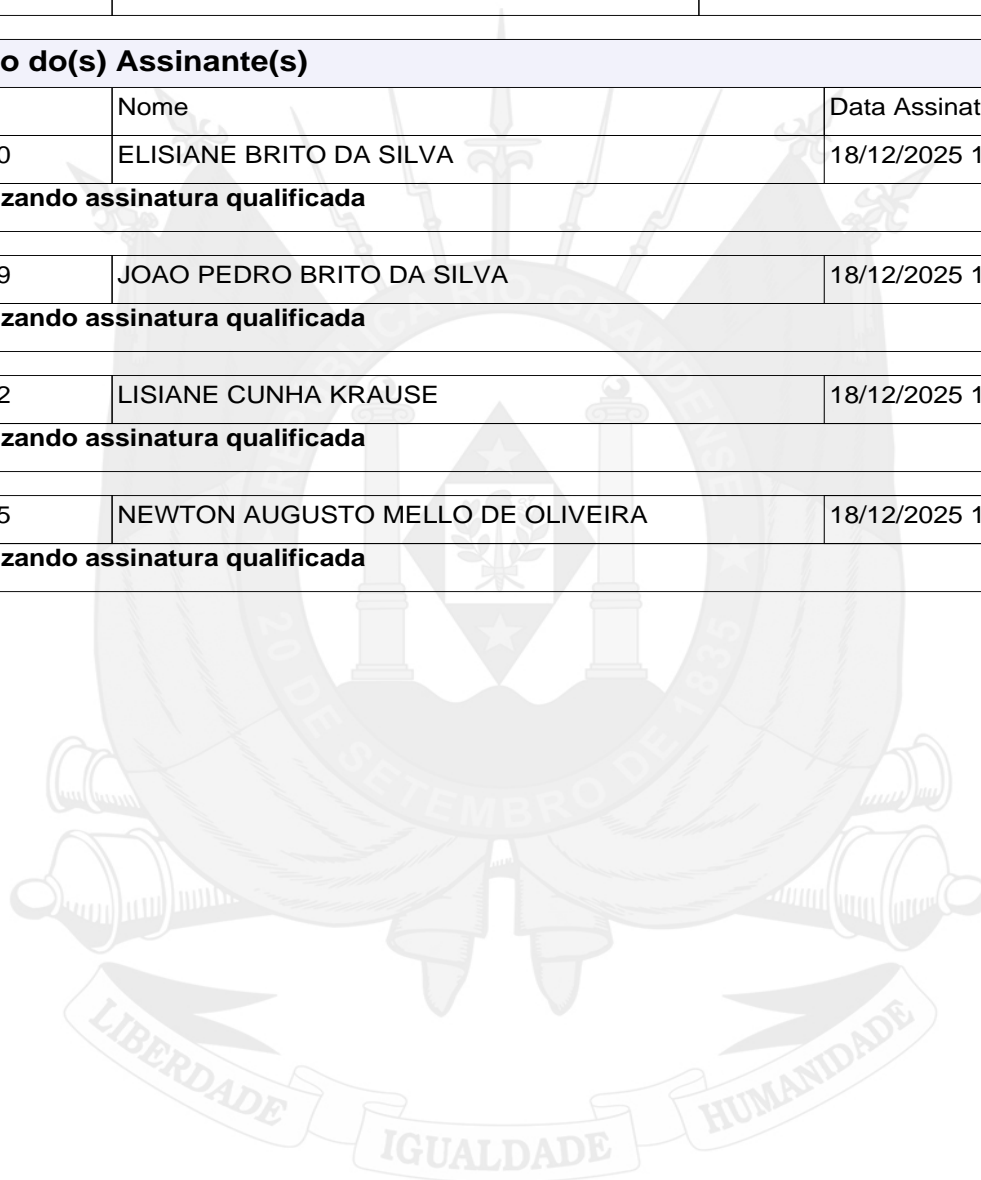 o do(s) Assinante(s)
Nome Data Assinat
0 ELISIANE BRITO DA SILVA 18/12/2025 1
zando assinatura qualificada
9 JOAO PEDRO BRITO DA SILVA 18/12/2025 1
zando assinatura qualificada
2 LISIANE CUNHA KRAUSE 18/12/2025 1
zando assinatura qualificada
5 NEWTON AUGUSTO MELLO DE OLIVEIRA 18/12/2025 1
zando assinatura qualificada
REPÚBLICA RIO-GRANDENSE
20 DE SETEMBRO DE 1835
LIBERDADE IGUALDADE HUMANIDADE